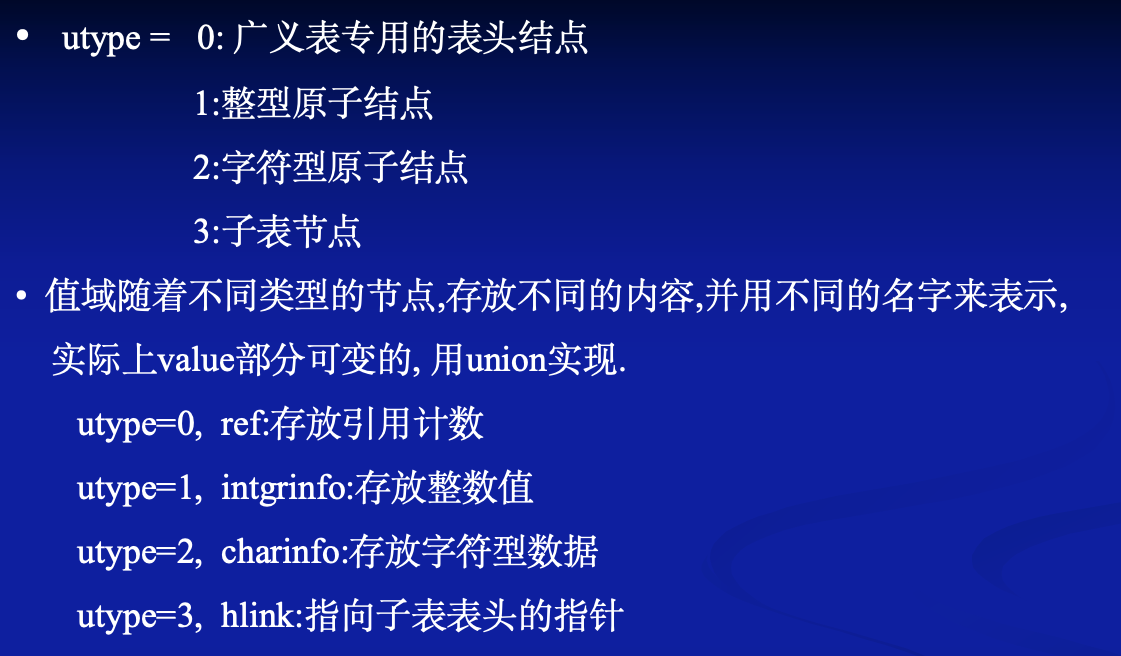 • utype = 0: 广义表专用的表头结点
1:整型原子结点
2:字符型原子结点
3:子表节点
• 值域随着不同类型的节点,存放不同的内容,并用不同的名字来表示,
实际上value部分可变的, 用union实现.
utype=0, ref:存放引用计数
utype=1, intgrinfo:存放整数值
utype=2, charinfo:存放字符型数据
utype=3, hlink:指向子表表头的指针